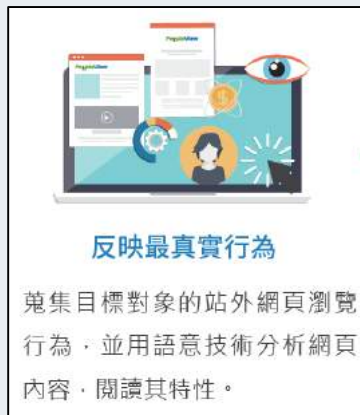 反映最真實行為
蒐集目標對象的站外網頁瀏覽
行為，並用語意技術分析網頁
內容，閱讀其特性。